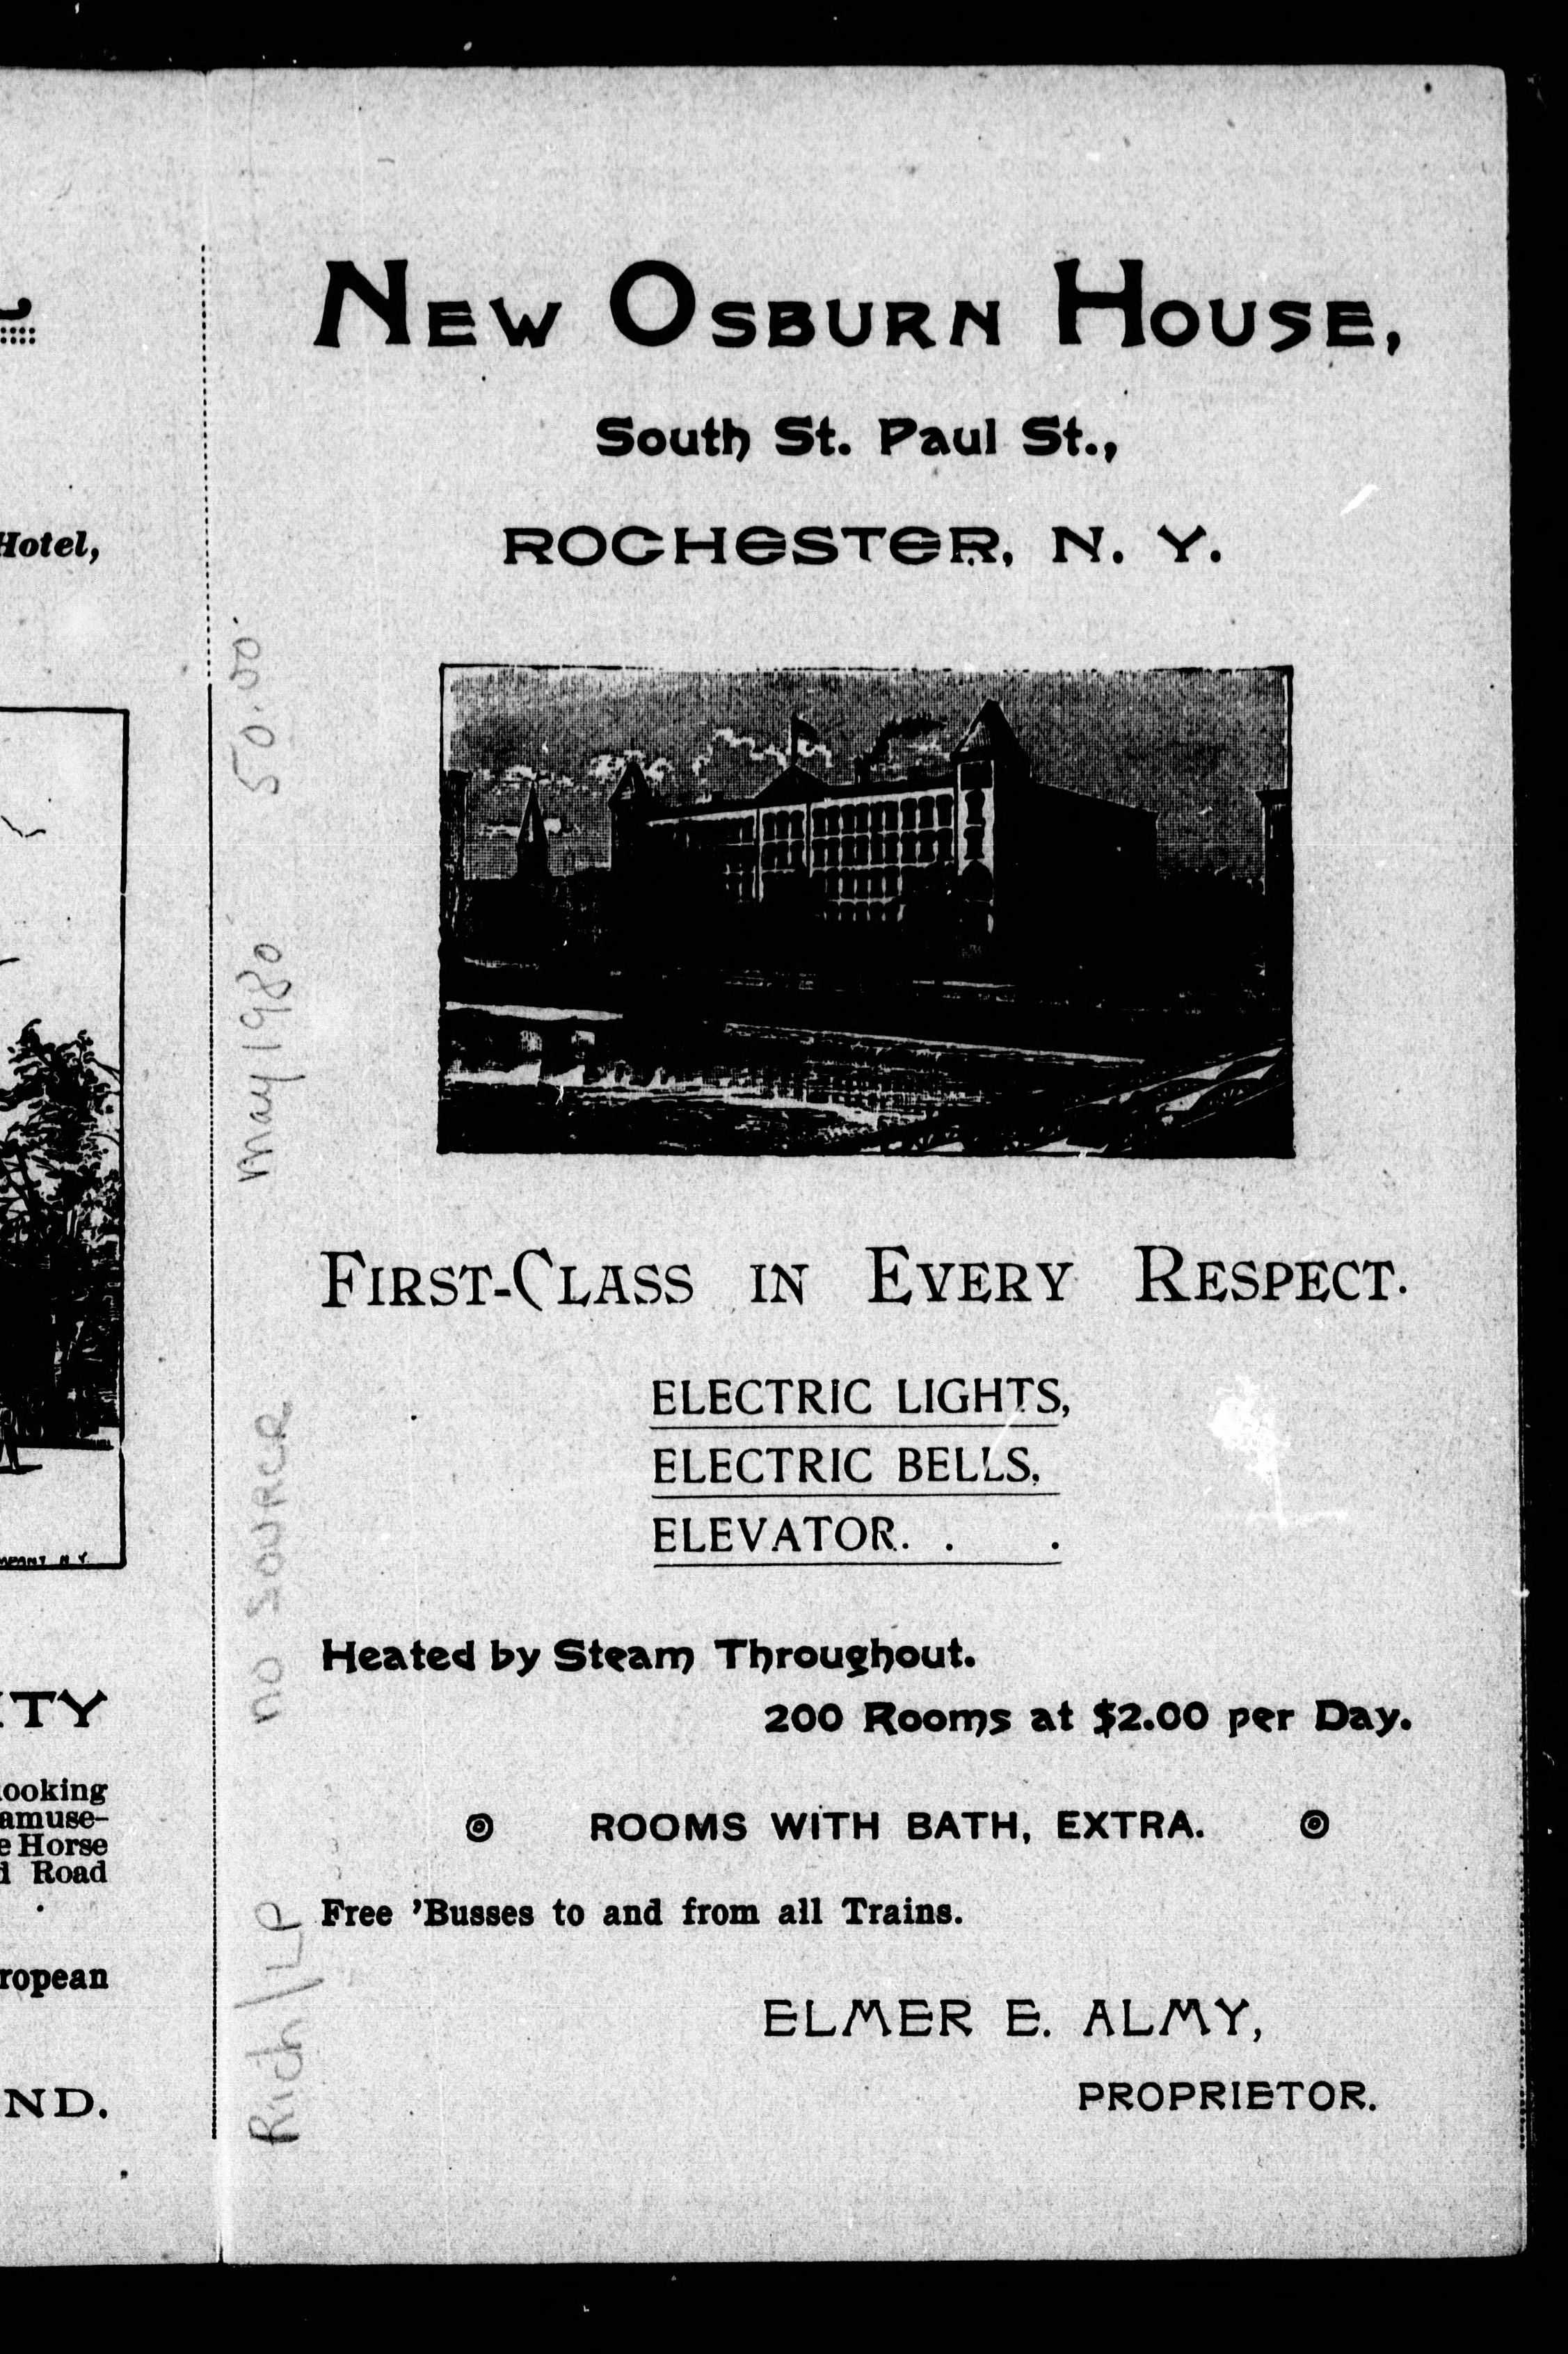 Hotel,
ITY
looking
amuse-
e Horse
d Road
ropean
ND.
Rich/LP no source may 1980 50.00
NEW OSBURN HOUSE,
South St. Paul St.,
ROCHESTER, N. Y.
FIRST-CLASS IN EVERY RESPECT.
ELECTRIC LIGHTS,
ELECTRIC BELLS,
ELEVATOR. . .
Heated by Steam Throughout.
200 Rooms at $2.00 per Day.
ROOMS WITH BATH, EXTRA.
Free 'Busses to and from all Trains.
ELMER E. ALMY,
PROPRIETOR.